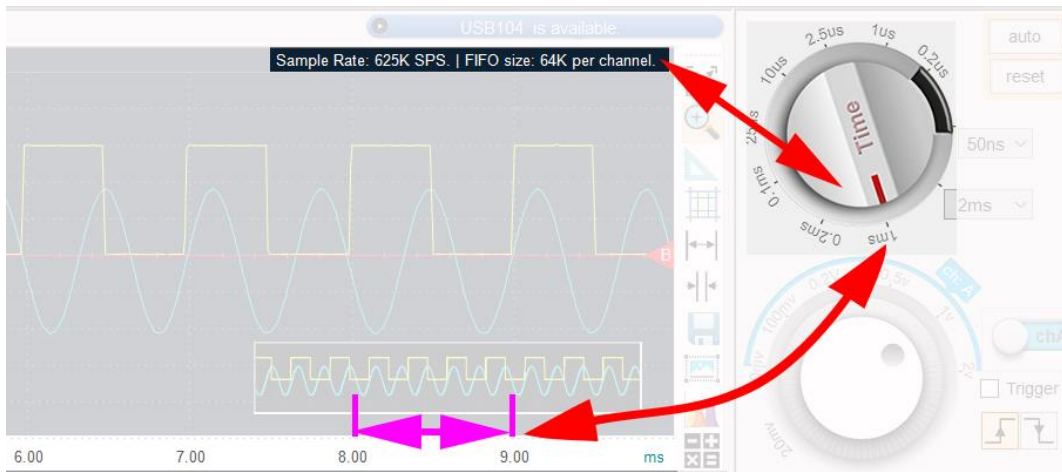 USB104 is available.
Sample Rate: 625K SPS. | FIFO size: 64K per channel.
auto
reset
2.5us
1us
0.2us
10us
25us
0.1ms
0.2ms
1ms
Time
50ns
2ms
B
6.00
7.00
8.00
9.00
ms
ch: A
20mv
100mv
0.2V
0.5v
1v
2v
chA
Trigger